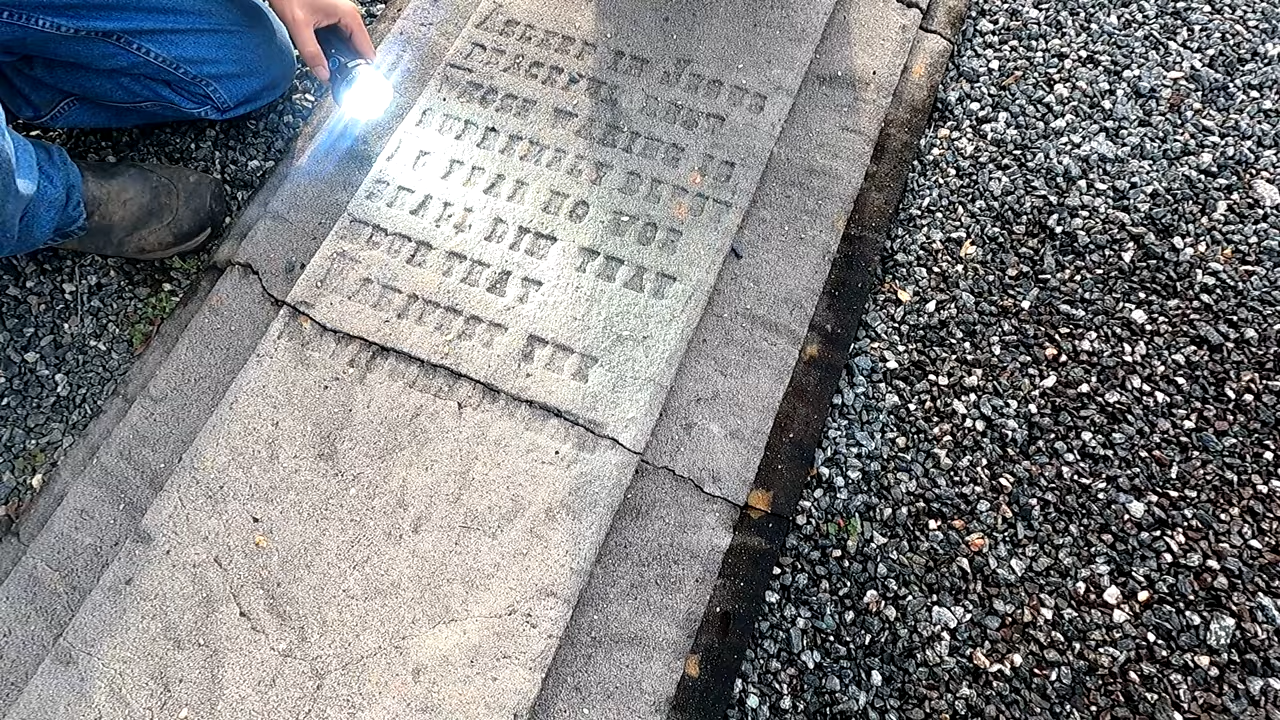 ASLEEP IN JESUS
PEACEFUL REST
WHOSE WAKING IS
SUPREMELY BLEST
NO FEAR NO WOE
SHALL DIM THAT
HOUR THAT
THE